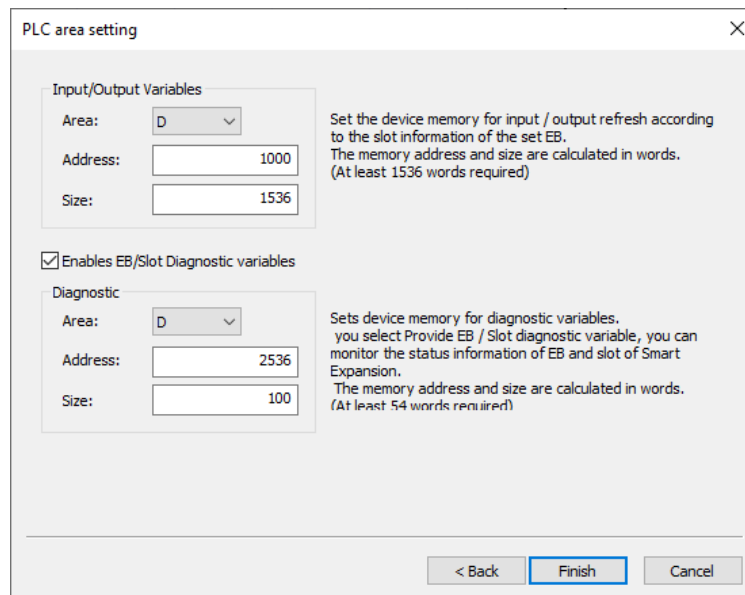 PLC area setting
Input/Output Variables
Area:
D
Address:
1000
Size:
1536
Set the device memory for input / output refresh according
to the slot information of the set EB.
The memory address and size are calculated in words.
(At least 1536 words required)
Enables EB/Slot Diagnostic variables
Diagnostic
Area:
D
Address:
2536
Size:
100
Sets device memory for diagnostic variables.
you select Provide EB / Slot diagnostic variable, you can
monitor the status information of EB and slot of Smart
Expansion.
The memory address and size are calculated in words.
(At least 54 words required)
< Back
Finish
Cancel